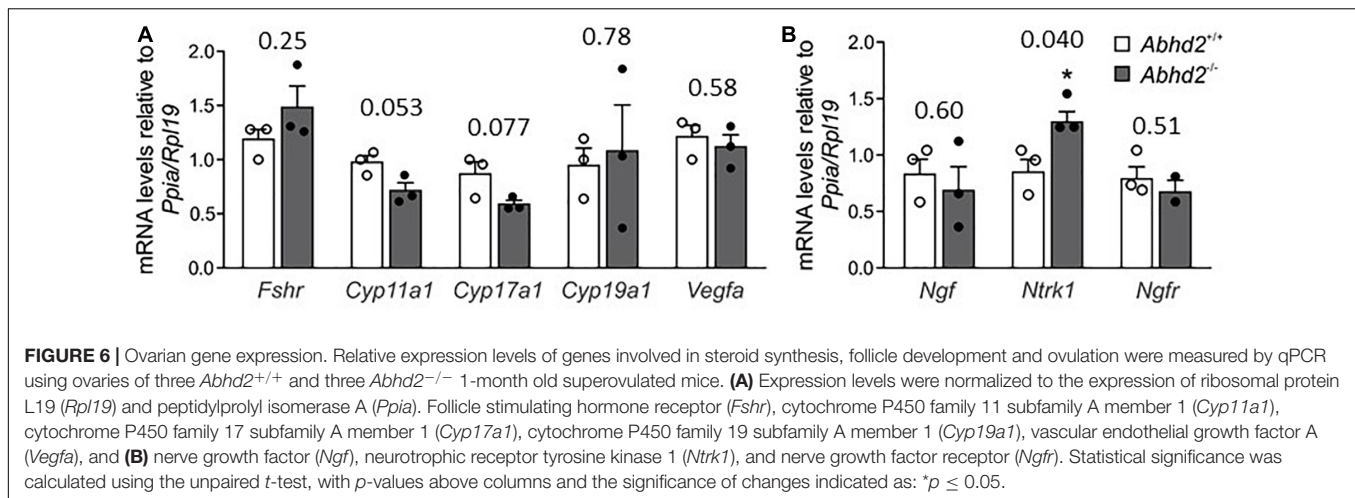 A
mRNA levels relative to
Ppia/Rpl19
2.0
1.5
1.0
0.5
0.0
0.25
0.053
0.077
0.78
0.58
Fshr
Cyp11a1
Cyp17a1
Cyp19a1
Vegfa
B
mRNA levels relative to
Ppia/Rpl19
2.0
1.5
1.0
0.5
0.0
0.60
0.040
*
0.51
Abhd2+/+
Abhd2-/-
Ngf
Ntrk1
Ngfr
FIGURE 6 | Ovarian gene expression. Relative expression levels of genes involved in steroid synthesis, follicle development and ovulation were measured by qPCR
using ovaries of three Abhd2+/+ and three Abhd2−/− 1-month old superovulated mice. (A) Expression levels were normalized to the expression of ribosomal protein
L19 (Rpl19) and peptidylprolyl isomerase A (Ppia). Follicle stimulating hormone receptor (Fshr), cytochrome P450 family 11 subfamily A member 1 (Cyp11a1),
cytochrome P450 family 17 subfamily A member 1 (Cyp17a1), cytochrome P450 family 19 subfamily A member 1 (Cyp19a1), vascular endothelial growth factor A
(Vegfa), and (B) nerve growth factor (Ngf), neurotrophic receptor tyrosine kinase 1 (Ntrk1), and nerve growth factor receptor (Ngfr). Statistical significance was
calculated using the unpaired t-test, with p-values above columns and the significance of changes indicated as: *p ≤ 0.05.